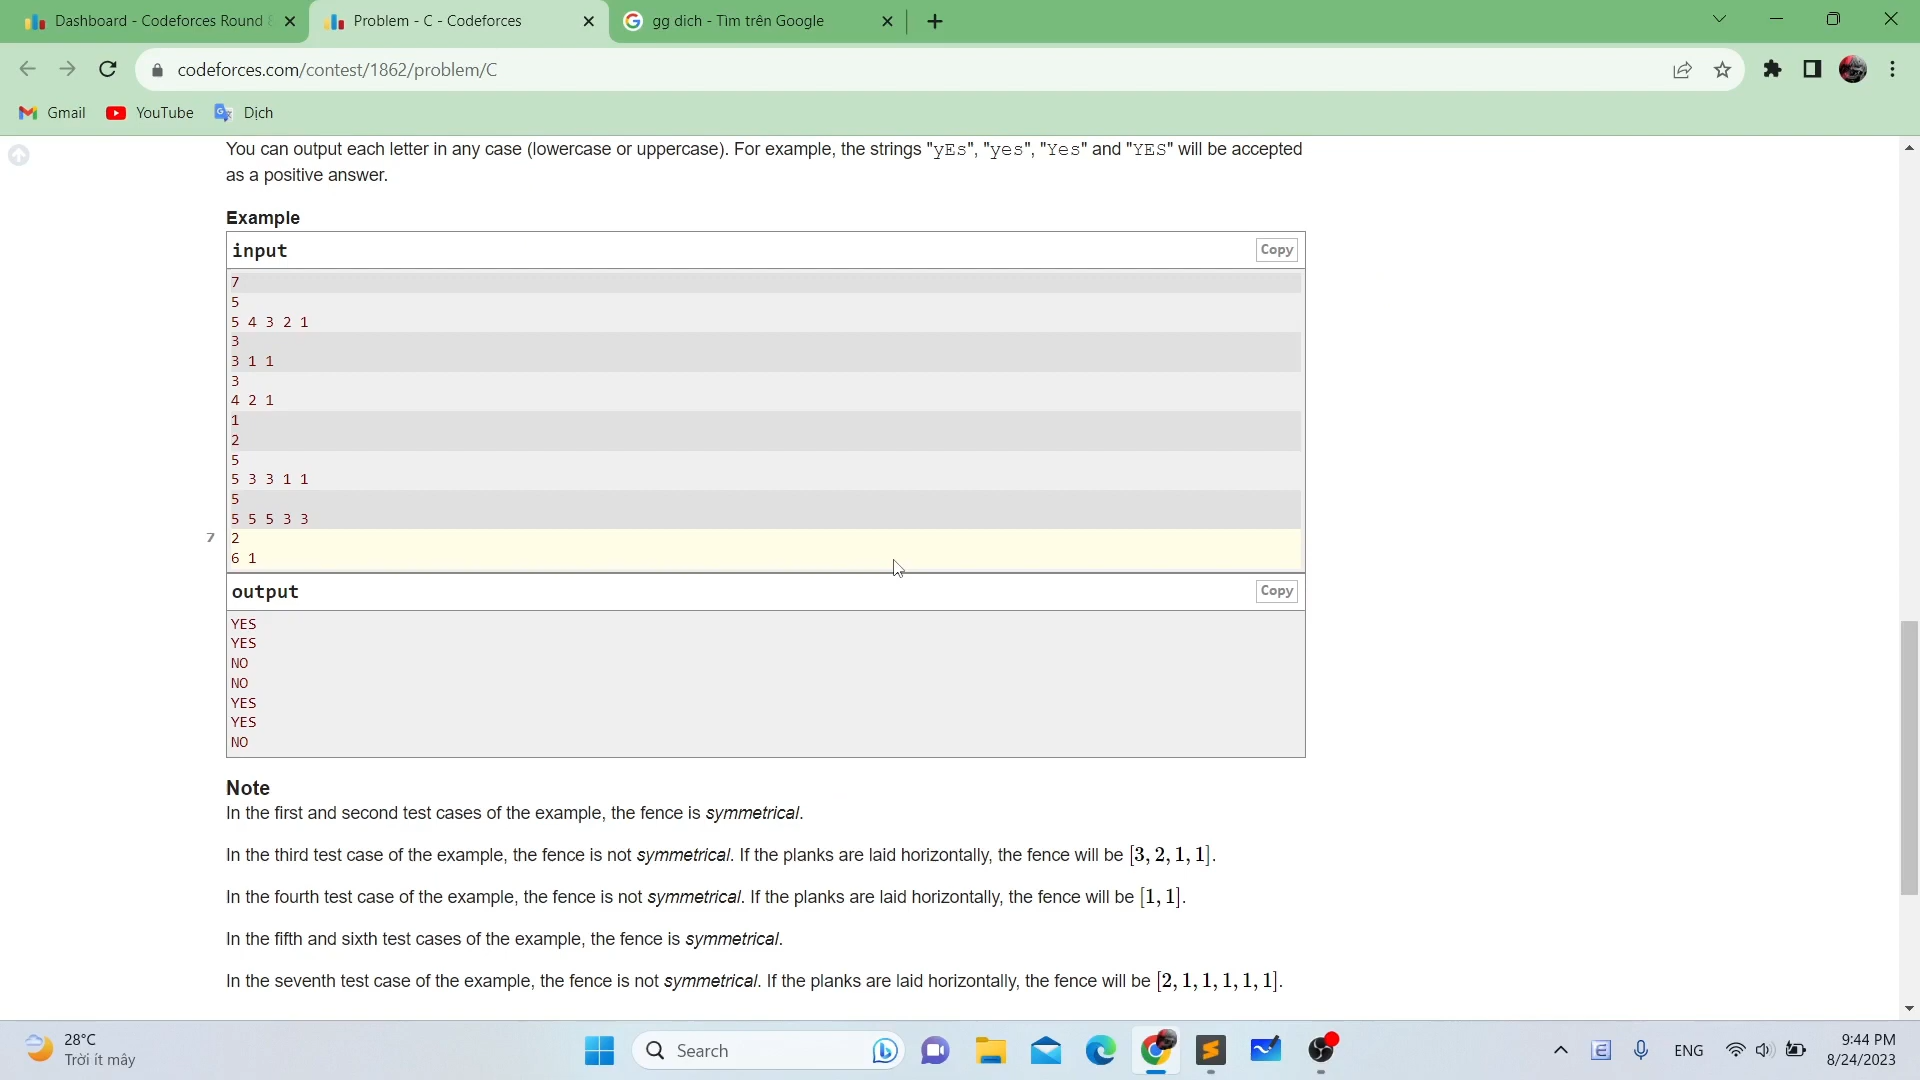 Dashboard - Codeforces Round 8
Problem - C - Codeforces
gg dich - Tìm trên Google
codeforces.com/contest/1862/problem/C
Gmail
YouTube
Dịch
You can output each letter in any case (lowercase or uppercase). For example, the strings "yEs", "yes", "Yes" and "YES" will be accepted
as a positive answer.
Example
input
Copy
7
5
5 4 3 2 1
3
3 1 1
3
4 2 1
1
2
5
5 3 3 1 1
5
5 5 5 3 3
7
2
6 1
output
Copy
YES
YES
NO
NO
YES
YES
NO
Note
In the first and second test cases of the example, the fence is symmetrical.
In the third test case of the example, the fence is not symmetrical. If the planks are laid horizontally, the fence will be [3, 2, 1, 1].
In the fourth test case of the example, the fence is not symmetrical. If the planks are laid horizontally, the fence will be [1, 1].
In the fifth and sixth test cases of the example, the fence is symmetrical.
In the seventh test case of the example, the fence is not symmetrical. If the planks are laid horizontally, the fence will be [2, 1, 1, 1, 1, 1].
28°C
Trời ít mây
Search
ENG
9:44 PM
8/24/2023